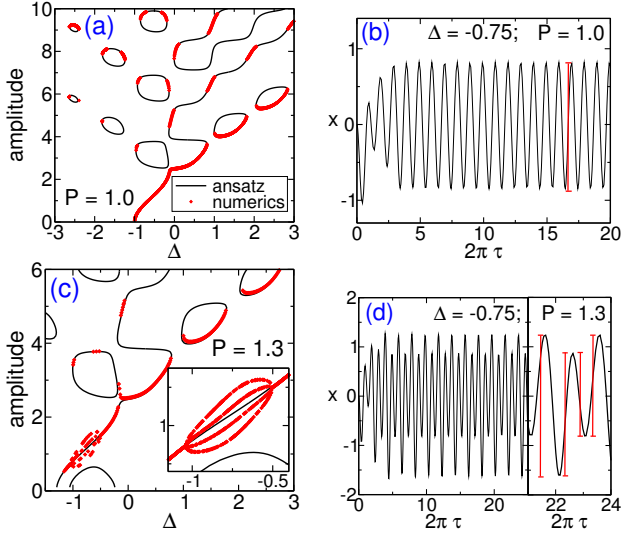 (a)
amplitude
10
8
6
4
2
0
P = 1.0
ansatz
numerics
-3 -2 -1 0 1 2 3
Δ
(b)
Δ = -0.75; P = 1.0
x
1
0
-1
0 5 10 15 20
2π τ
(c)
amplitude
6
4
2
0
P = 1.3
1
-1 -0.5
-1 0 1 2 3
Δ
(d)
Δ = -0.75; P = 1.3
x
2
1
0
-1
-2
0 5 10 15 20
2π τ
22 23 24
2π τ